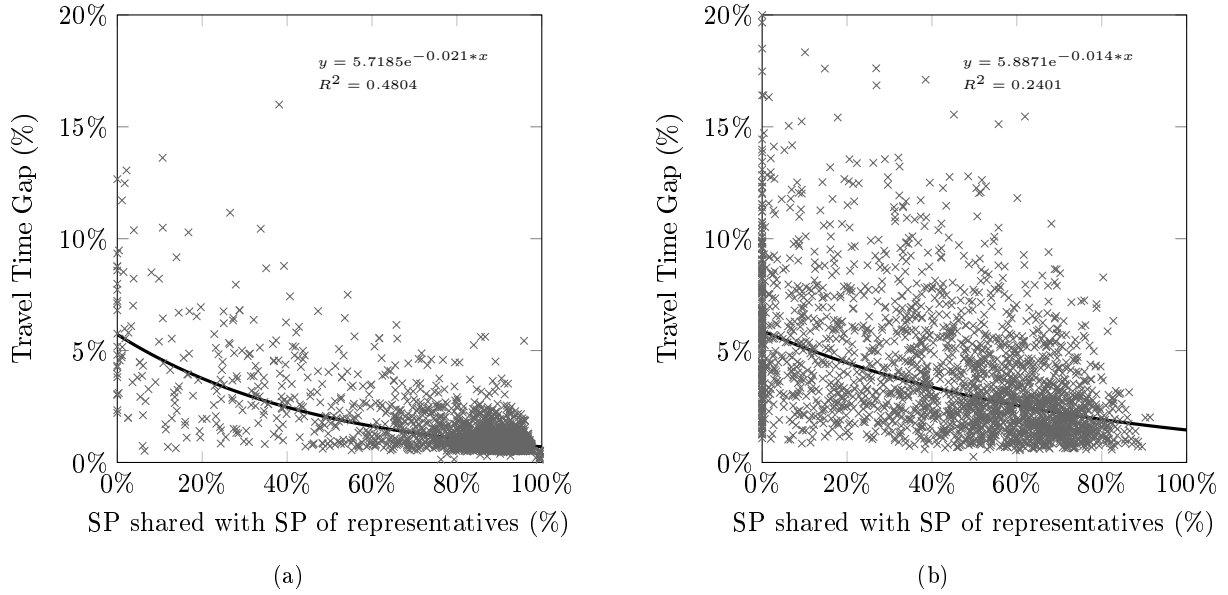 20%
15%
10%
5%
0%
Travel Time Gap (%)
y = 5.7185e^{-0.021*x}
R^2 = 0.4804
0% 20% 40% 60% 80% 100%
SP shared with SP of representatives (%)
(a)
20%
15%
10%
5%
0%
Travel Time Gap (%)
y = 5.8871e^{-0.014*x}
R^2 = 0.2401
0% 20% 40% 60% 80% 100%
SP shared with SP of representatives (%)
(b)